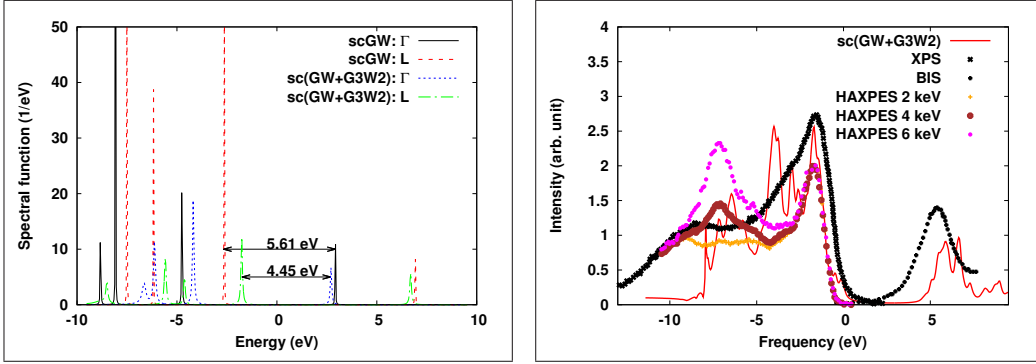 Spectral function (1/eV)
50
40
30
20
10
0
-10
-5
0
5
10
Energy (eV)
scGW: Γ
scGW: L
sc(GW+G3W2): Γ
sc(GW+G3W2): L
5.61 eV
4.45 eV
Intensity (arb. unit)
4
3.5
3
2.5
2
1.5
1
0.5
0
-10
-5
0
5
Frequency (eV)
sc(GW+G3W2)
XPS
BIS
HAXPES 2 keV
HAXPES 4 keV
HAXPES 6 keV